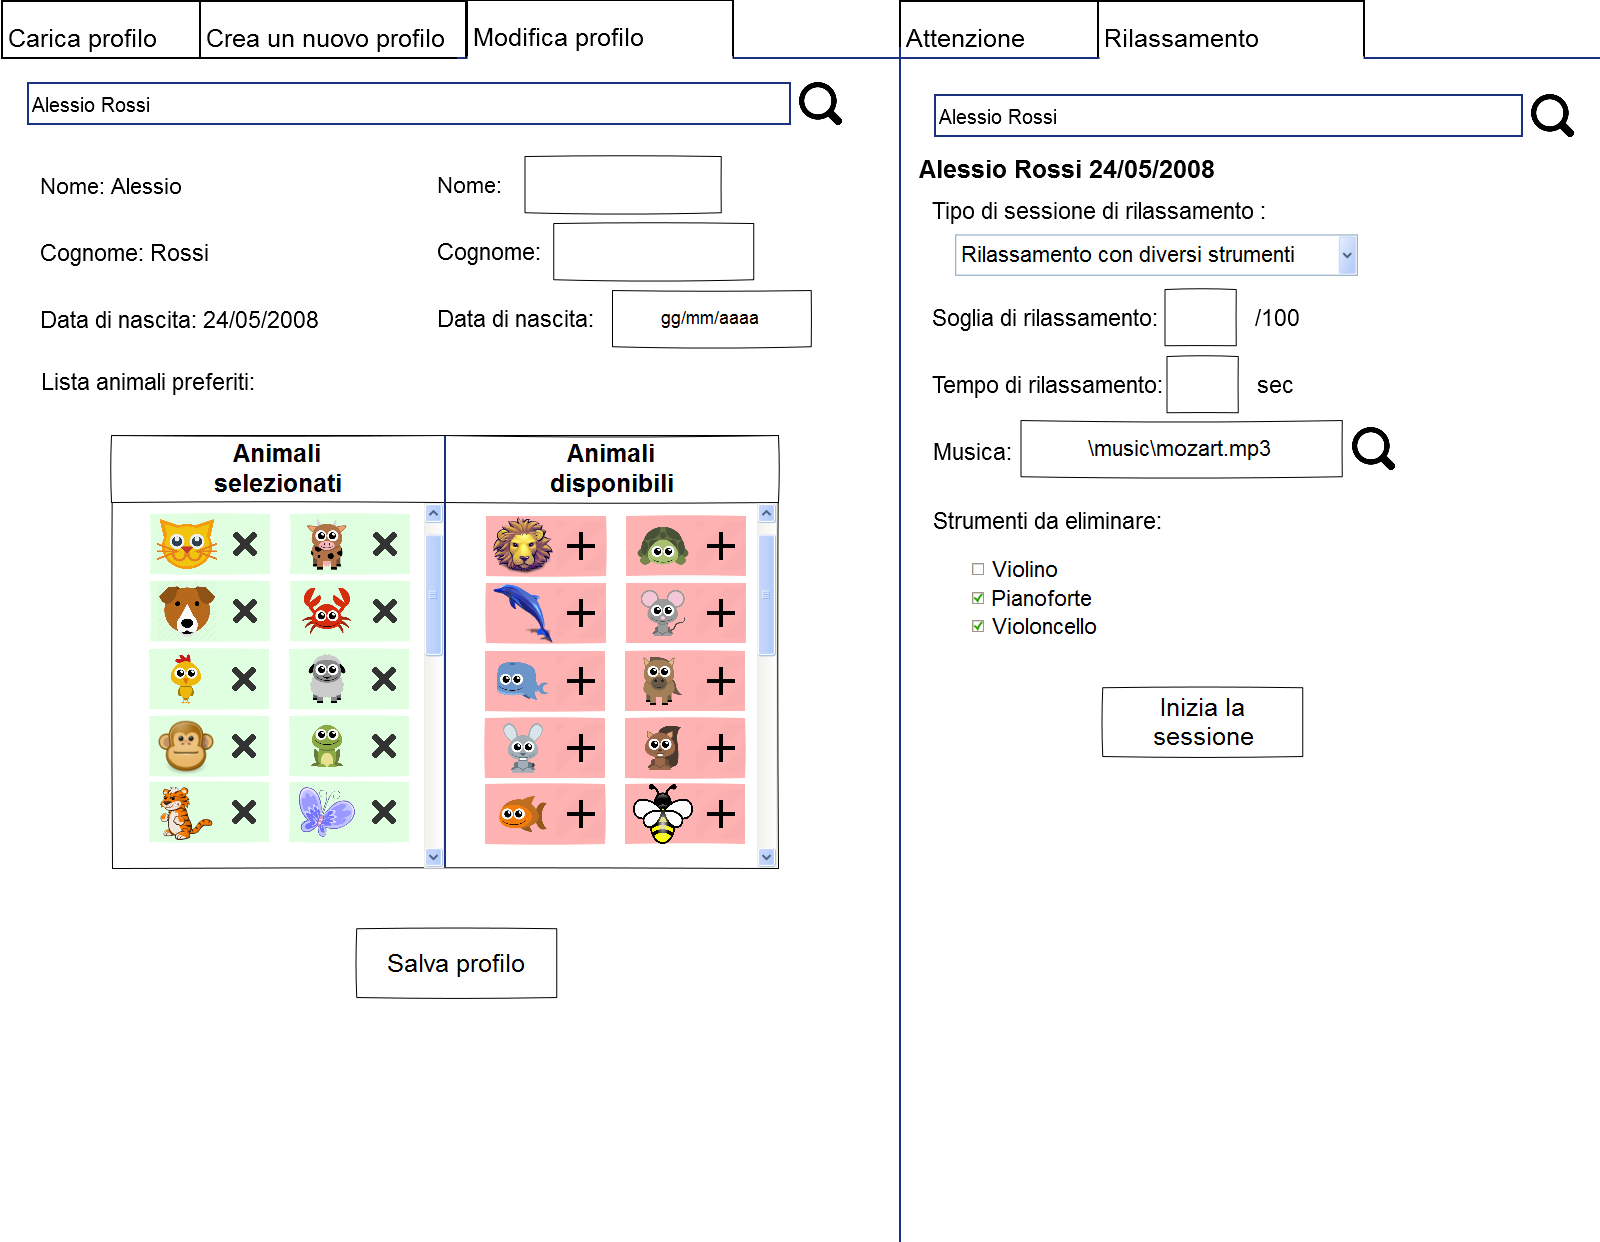 Carica profilo
Crea un nuovo profilo
Modifica profilo
Alessio Rossi
Nome: Alessio
Nome:
Cognome: Rossi
Cognome:
Data di nascita: 24/05/2008
Data di nascita:
gg/mm/aaaa
Lista animali preferiti:
Animali
selezionati
Animali
disponibili
Salva profilo
Attenzione
Rilassamento
Alessio Rossi
Alessio Rossi 24/05/2008
Tipo di sessione di rilassamento :
Rilassamento con diversi strumenti
Soglia di rilassamento:
/100
Tempo di rilassamento:
sec
Musica:
\music\mozart.mp3
Strumenti da eliminare:
Violino
Pianoforte
Violoncello
Inizia la
sessione